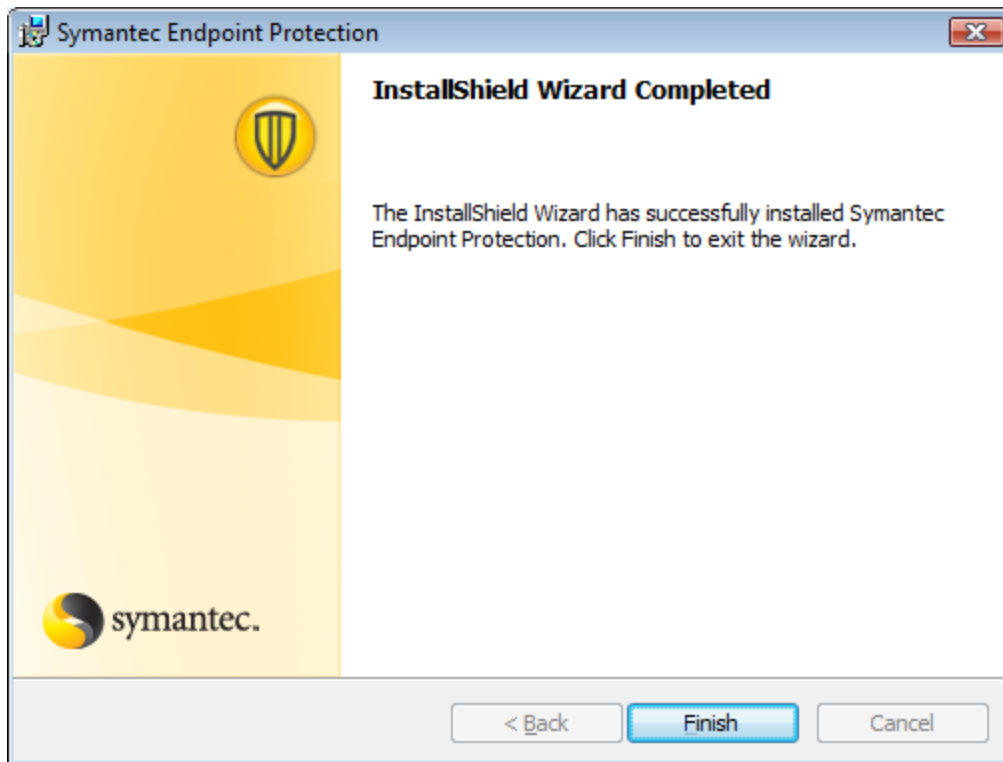 Symantec Endpoint Protection
InstallShield Wizard Completed
The InstallShield Wizard has successfully installed Symantec
Endpoint Protection. Click Finish to exit the wizard.
symantec.
< Back
Finish
Cancel